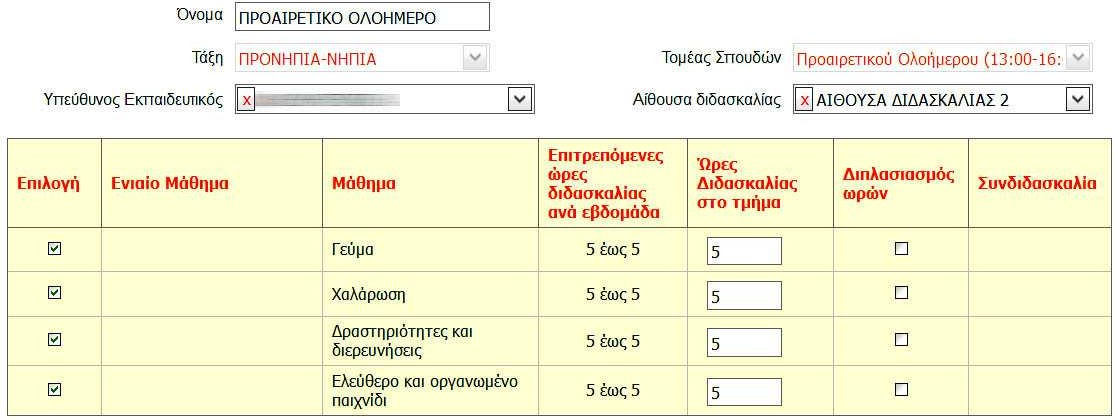 Όνομα ΠΡΟΑΙΡΕΤΙΚΟ ΟΛΟΗΜΕΡΟ
Τάξη ΠΡΟΝΗΠΙΑ-ΝΗΠΙΑ Τομέας Σπουδών Προαιρετικού Ολοήμερου (13:00-16:
Υπεύθυνος Εκπαιδευτικός x Αίθουσα διδασκαλίας x ΑΙΘΟΥΣΑ ΔΙΔΑΣΚΑΛΙΑΣ 2
Επιλογή Ενιαίο Μάθημα Μάθημα Επιτρεπόμενες ώρες διδασκαλίας ανά εβδομάδα Ώρες Διδασκαλίας στο τμήμα Διπλασιασμός ωρών Συνδιδασκαλία
Γεύμα 5 έως 5 5
Χαλάρωση 5 έως 5 5
Δραστηριότητες και διερευνήσεις 5 έως 5 5
Ελεύθερο και οργανωμένο παιχνίδι 5 έως 5 5